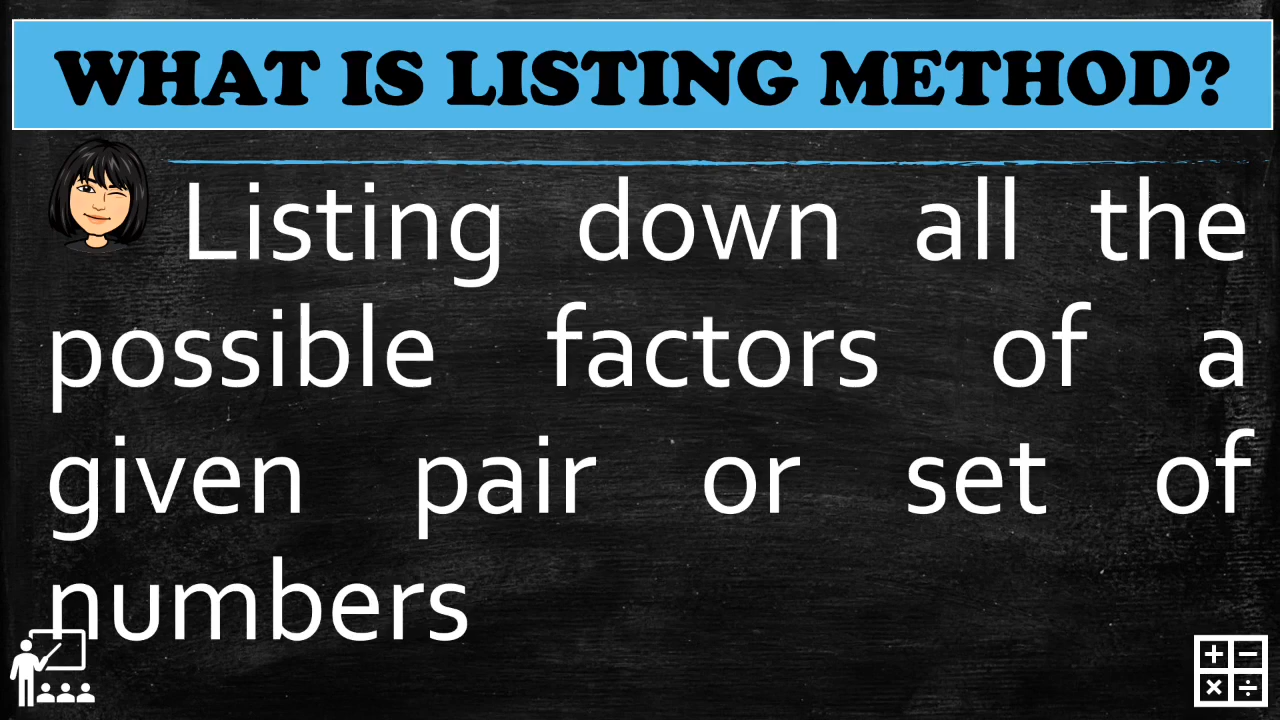 WHAT IS LISTING METHOD?
Listing down all the
possible factors of a
given pair or set of
numbers